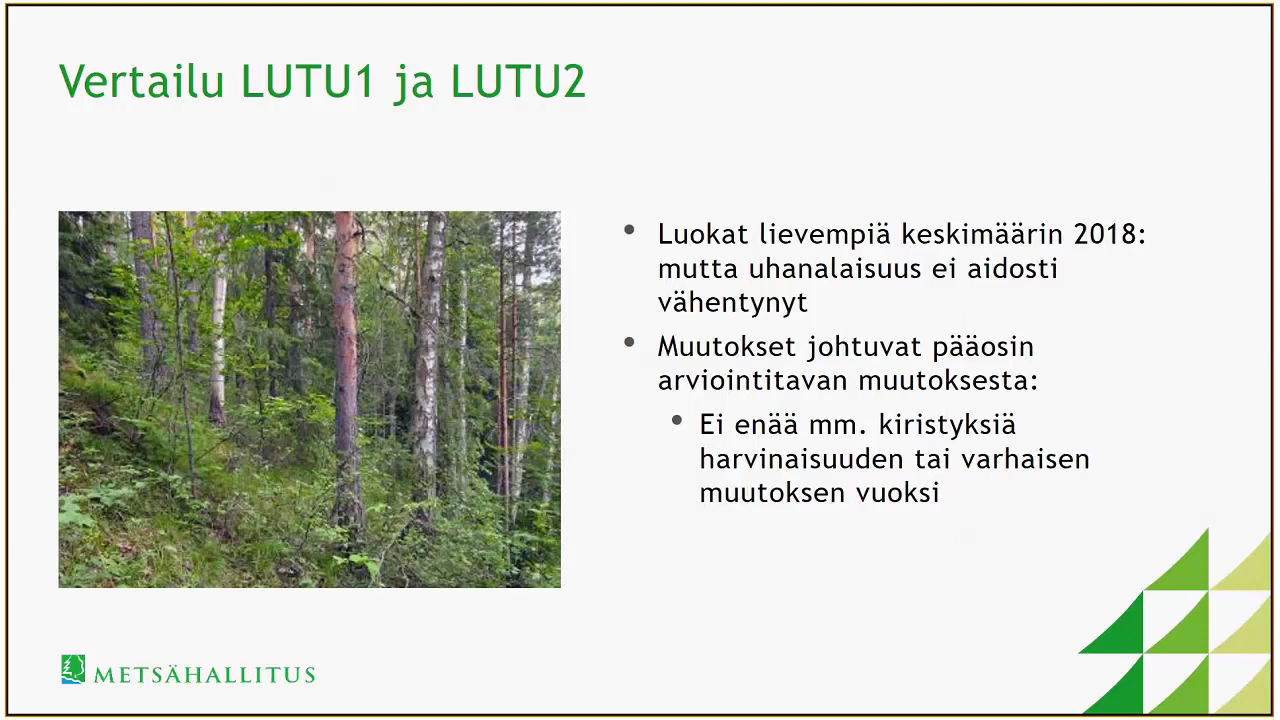 Vertailu LUTU1 ja LUTU2
• Luokat lievempiä keskimäärin 2018:
mutta uhanalaisuus ei aidosti
vähentynyt
• Muutokset johtuvat pääosin
arviointitavan muutoksesta:
• Ei enää mm. kiristyksiä
harvinaisuuden tai varhaisen
muutoksen vuoksi
METSÄHALLITUS